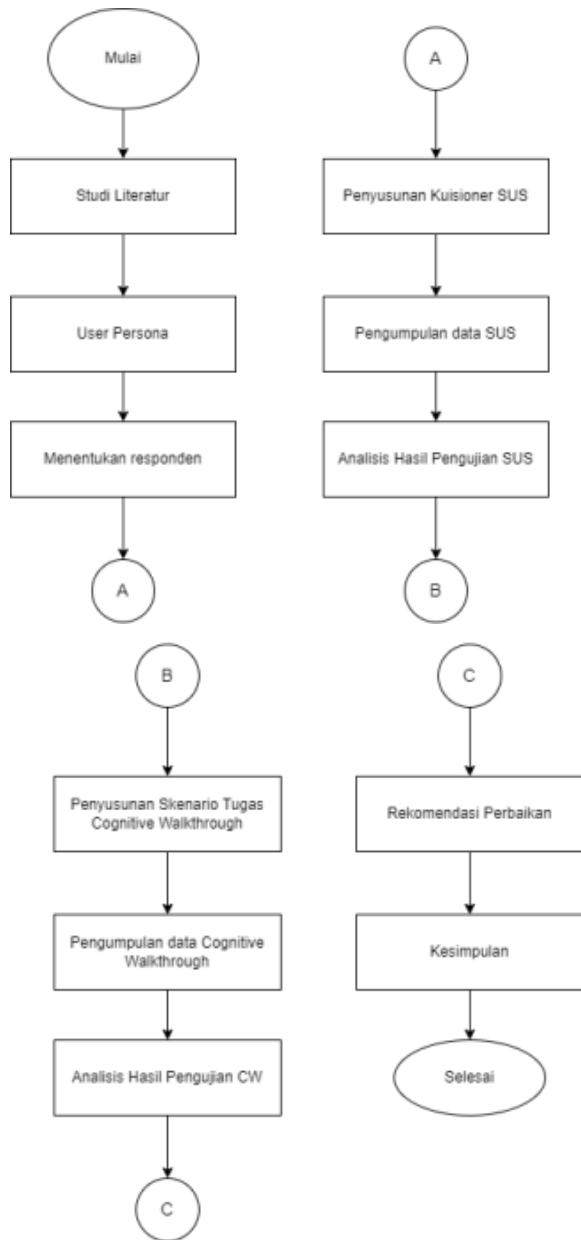 Mulai
Studi Literatur
User Persona
Menentukan responden
A
A
Penyusunan Kuisioner SUS
Pengumpulan data SUS
Analisis Hasil Pengujian SUS
B
B
Penyusunan Skenario Tugas
Cognitive Walkthrough
Pengumpulan data Cognitive
Walkthrough
Analisis Hasil Pengujian CW
C
C
Rekomendasi Perbaikan
Kesimpulan
Selesai